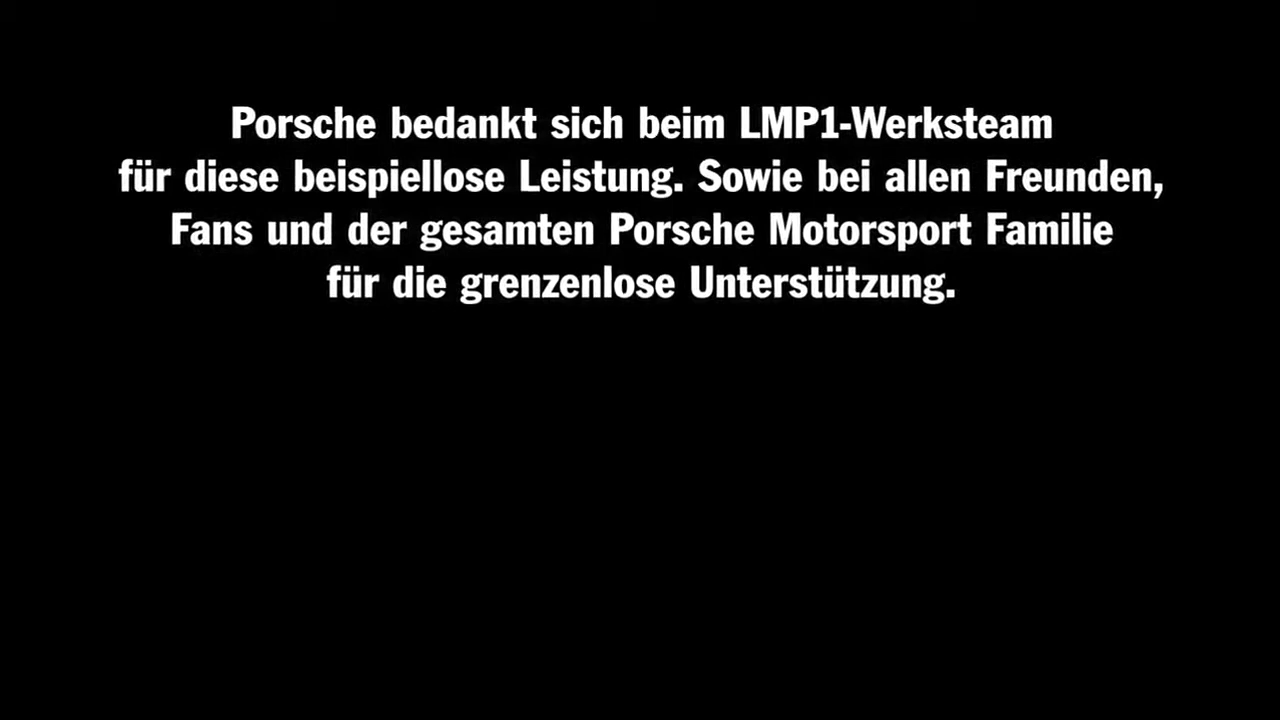 Porsche bedankt sich beim LMP1-Werksteam
für diese beispiellose Leistung. Sowie bei allen Freunden,
Fans und der gesamten Porsche Motorsport Familie
für die grenzenlose Unterstützung.